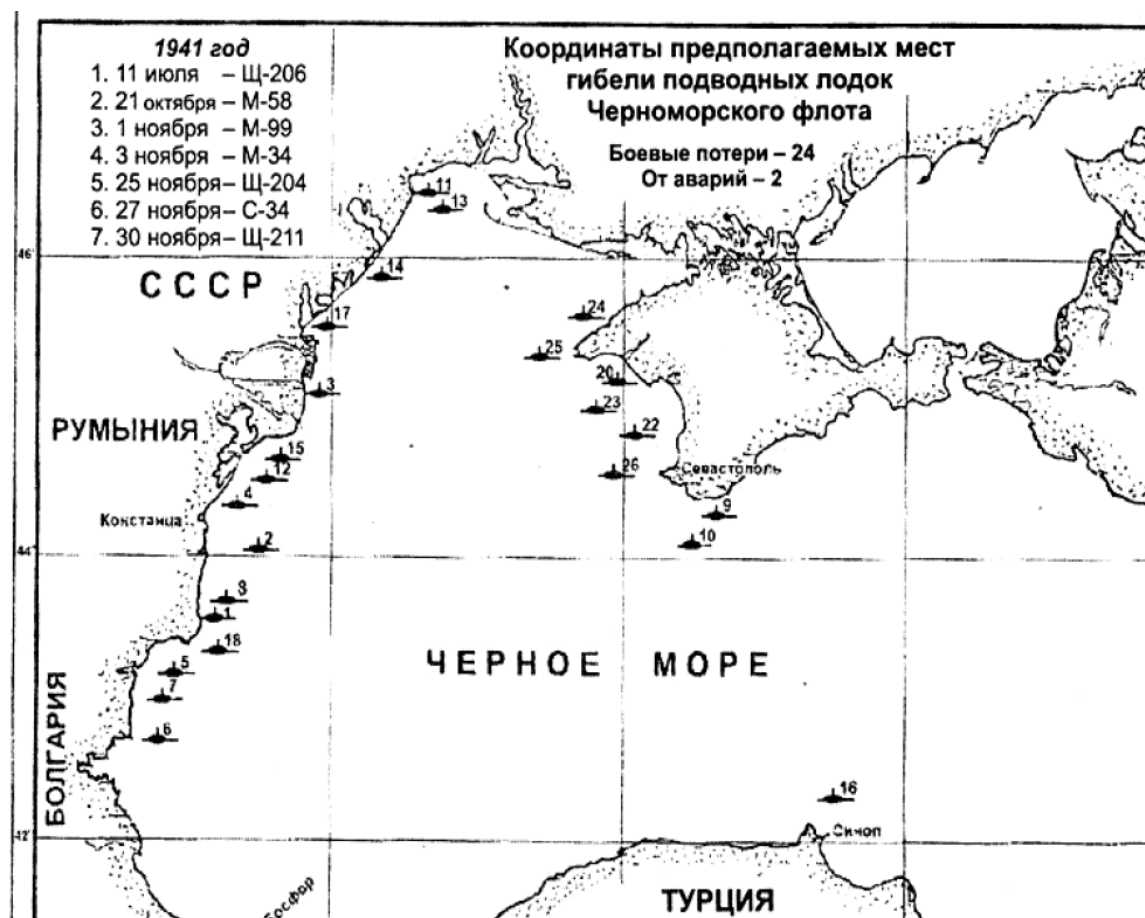 1941 год
1. 11 июля – Щ-206
2. 21 октября – М-58
3. 1 ноября – М-99
4. 3 ноября – М-34
5. 25 ноября – Щ-204
6. 27 ноября – С-34
7. 30 ноября – Щ-211
Координаты предполагаемых мест
гибели подводных лодок
Черноморского флота
Боевые потери – 24
От аварий – 2
11
13
46°
СССР
14
24
17
25
20
3
23
РУМЫНИЯ
22
15
12
26
Севастополь
4
9
Констанца
10
2
44°
1
18
ЧЕРНОЕ МОРЕ
5
7
БОЛГАРИЯ
6
16
Синоп
42°
ТУРЦИЯ
Босфор